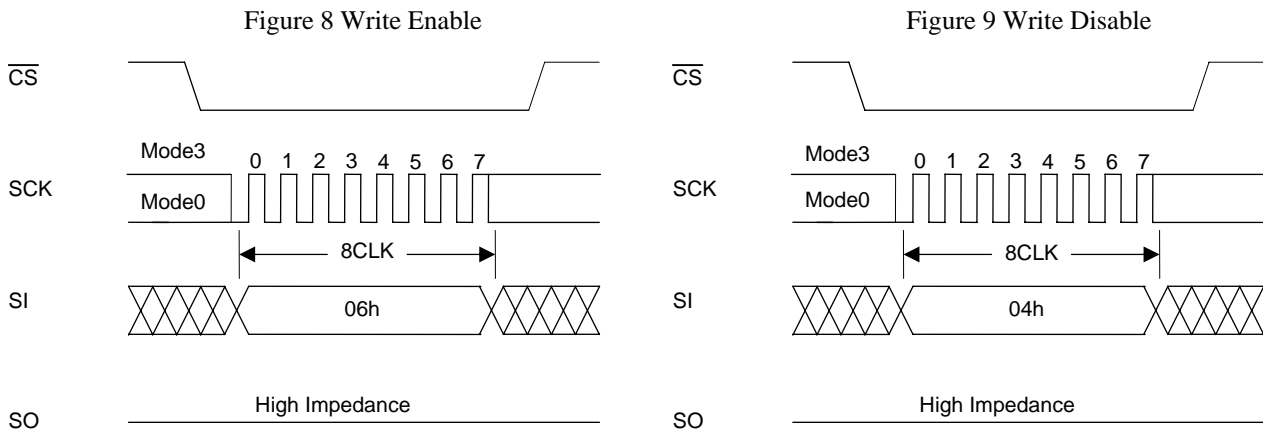 Figure 8 Write Enable
CS
Mode3
0 1 2 3 4 5 6 7
SCK
Mode0
8CLK
SI
06h
High Impedance
SO
Figure 9 Write Disable
CS
Mode3
0 1 2 3 4 5 6 7
SCK
Mode0
8CLK
SI
04h
High Impedance
SO